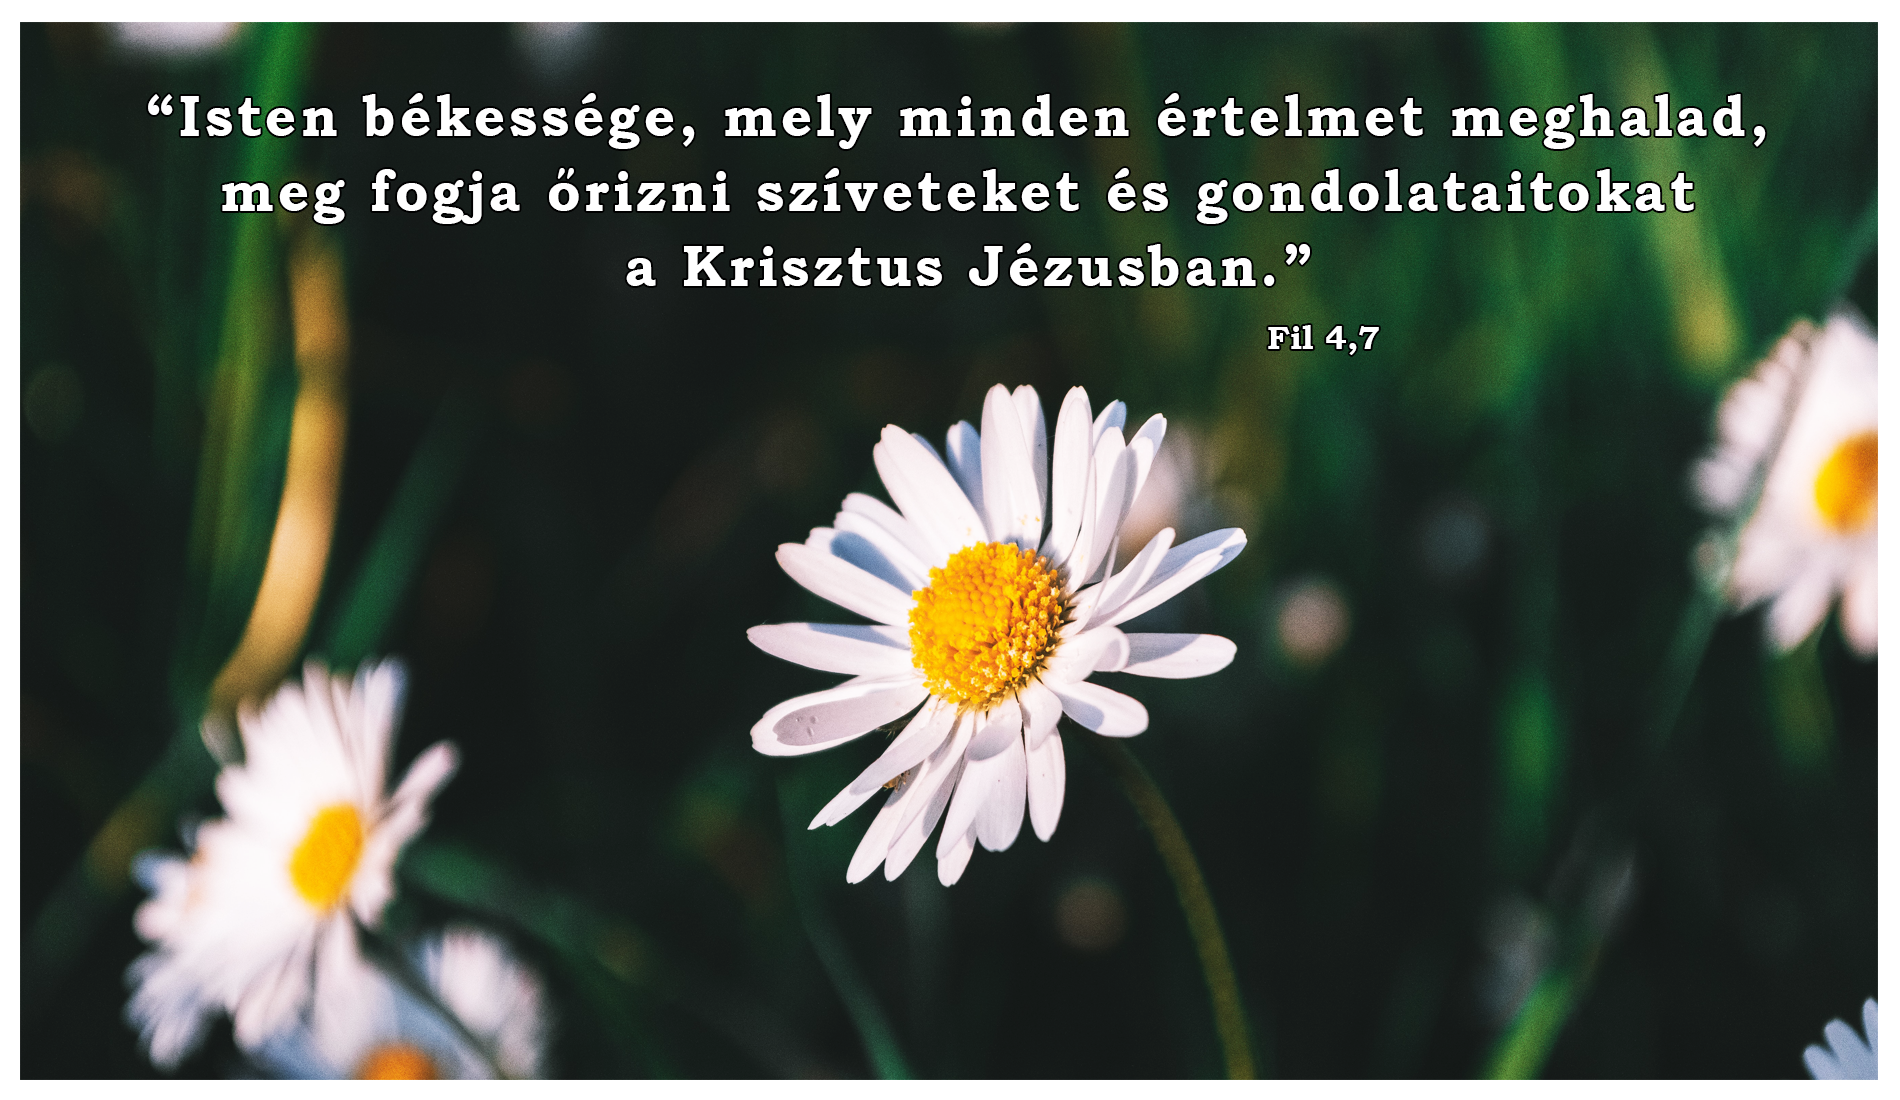 “Isten békessége, mely minden értelmet meghalad,
meg fogja őrizni szíveteket és gondolataitokat
a Krisztus Jézusban.”
Fil 4,7